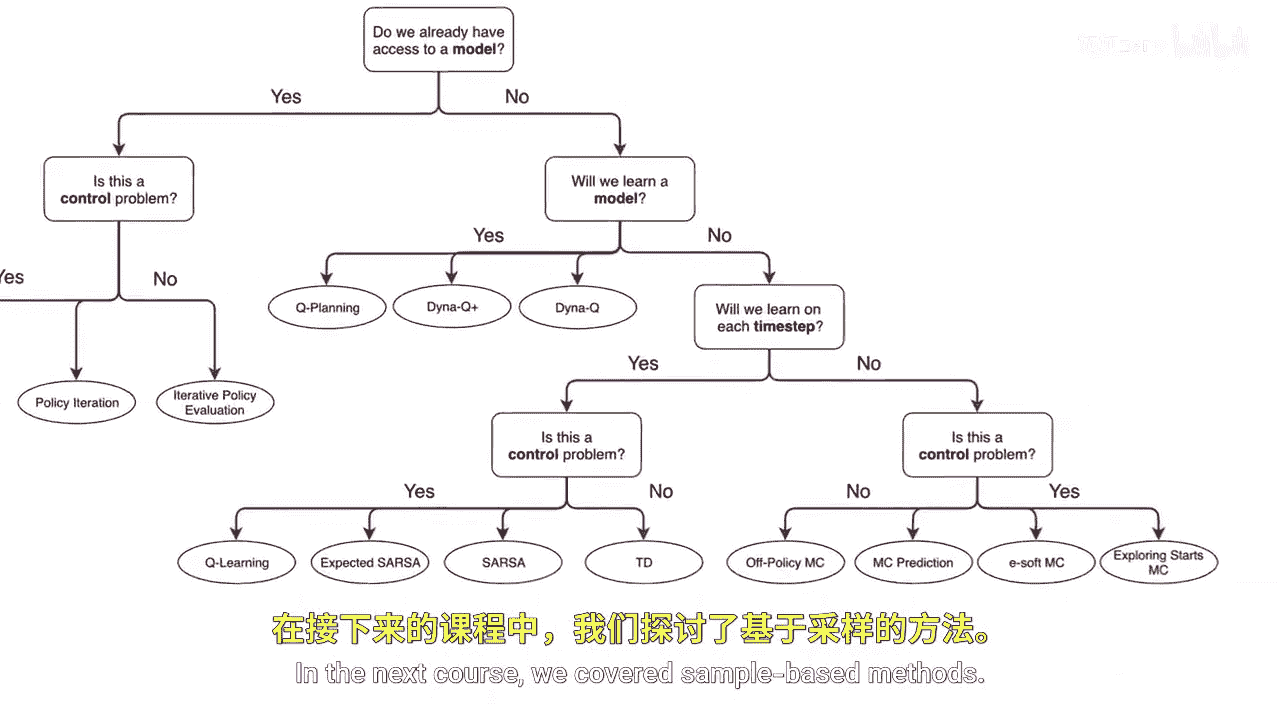 Do we already have
access to a model?
Yes
No
Is this a
control problem?
Will we learn a
model?
Yes
No
Yes
No
Q-Planning
Dyna-Q+
Dyna-Q
Will we learn on
each timestep?
Policy Iteration
Iterative Policy
Evaluation
Yes
No
Is this a
control problem?
Is this a
control problem?
Yes
No
No
Yes
Q-Learning
Expected SARSA
SARSA
TD
Off-Policy MC
MC Prediction
e-soft MC
Exploring Starts
MC
在接下来的课程中，我们探讨了基于采样的方法。
In the next course, we covered sample-based methods.